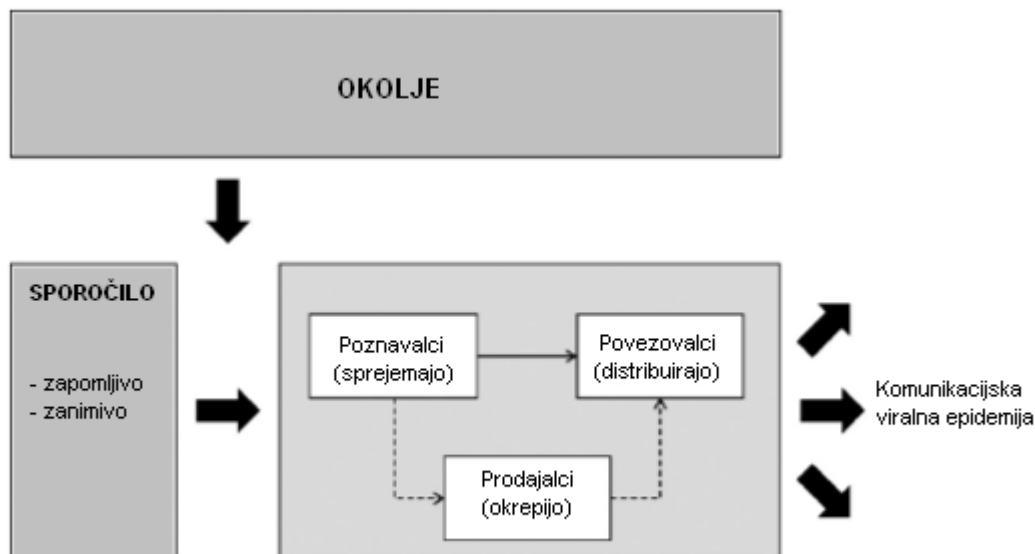 OKOLJE
SPOROČILO
- zapomljivo
- zanimivo
Poznavalci
(sprejemajo)
Povezovalci
(distribuirajo)
Prodajalci
(okrepijo)
Komunikacijska
viralna epidemija